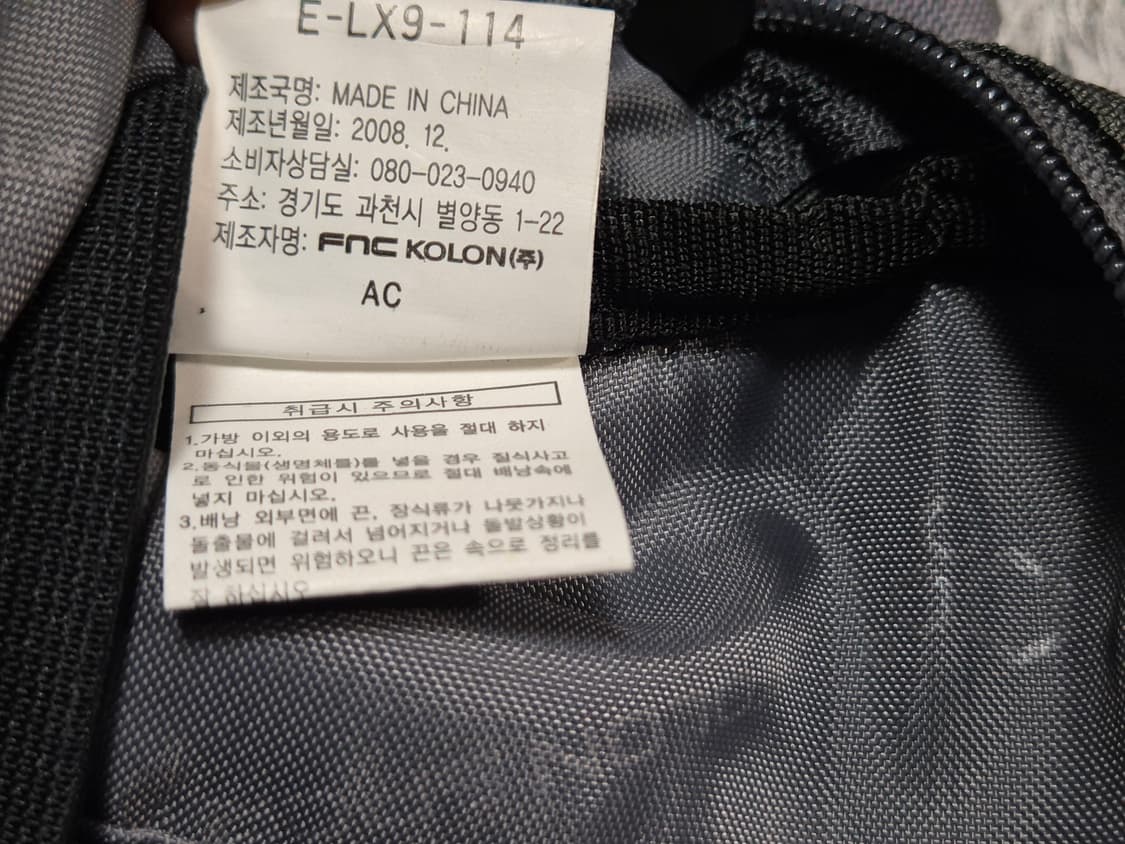 E-LX9-114
제조국명: MADE IN CHINA
제조년월일: 2008. 12.
소비자상담실: 080-023-0940
주소: 경기도 과천시 별양동 1-22
제조자명: FNC KOLON(주)
AC
취급시 주의사항
1.가방 이외의 용도로 사용을 절대 하지
마십시오.
2.동식물(생명체를)를 넣을 경우 질식사고
로 인한 위험이 있으므로 절대 배낭속에
넣지 마십시오.
3.배낭 외부면에 끈, 장식류가 나뭇가지나
돌출물에 걸려서 넘어지거나 돌발상황이
발생되면 위험하오니 끈은 속으로 정리를
직 하십시오